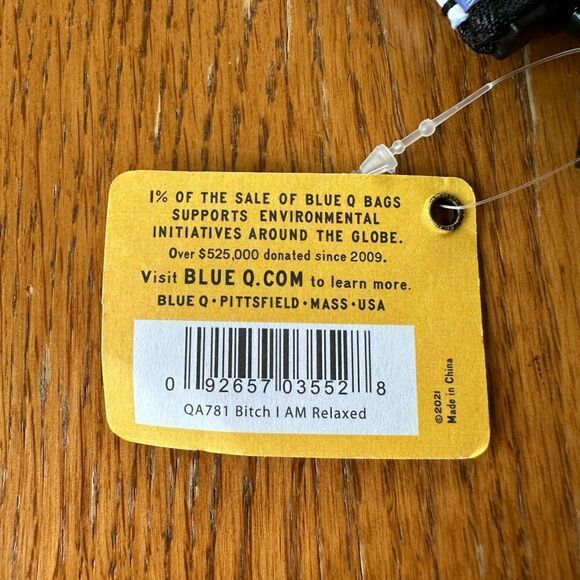 1% OF THE SALE OF BLUE Q BAGS
SUPPORTS ENVIRONMENTAL
INITIATIVES AROUND THE GLOBE.
Over $525,000 donated since 2009.
Visit BLUE Q.COM to learn more.
BLUE Q • PITTSFIELD • MASS • USA
0 92657 03552 8
QA781 Bitch I AM Relaxed
©2021
Made in China